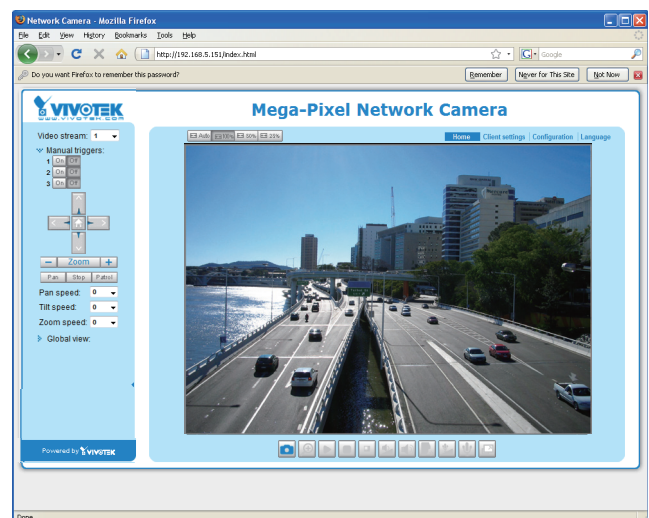 Network Camera - Mozilla Firefox
File Edit View History Bookmarks Tools Help
http://192.168.5.151/index.html
G Google
Do you want Firefox to remember this password?
Remember Never for This Site Not Now
VIVOTEK
WWW.VIVOTEK.COM
Mega-Pixel Network Camera
Video stream: 1
Auto 100% 50% 25%
Home Client settings Configuration Language
Manual triggers:
1 On Off
2 On Off
3 On Off
Zoom
Pan Stop Patrol
Pan speed: 0
Tilt speed: 0
Zoom speed: 0
Global view:
Powered by VIVOTEK
Done